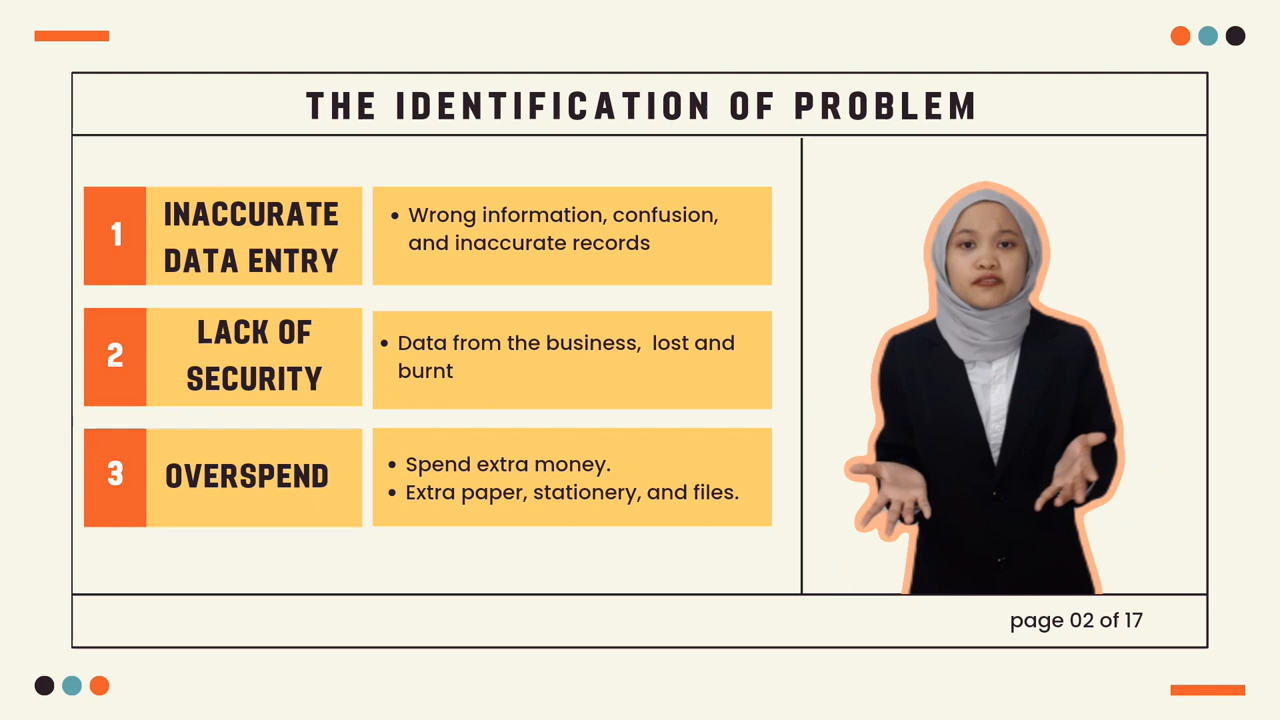 THE IDENTIFICATION OF PROBLEM
1
INACCURATE
DATA ENTRY
• Wrong information, confusion,
and inaccurate records
2
LACK OF
SECURITY
• Data from the business,  lost and
burnt
3
OVERSPEND
• Spend extra money.
• Extra paper, stationery, and files.
page 02 of 17